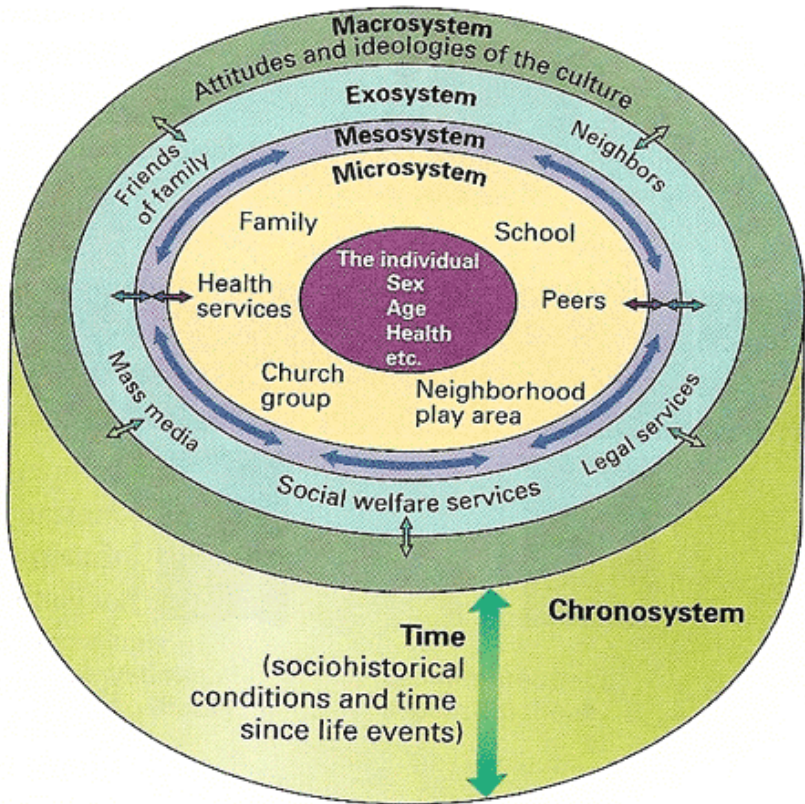 Macrosystem
Attitudes and ideologies of the culture
Exosystem
Mesosystem
Microsystem
Friends
of family
Neighbors
Family
School
The individual
Sex
Age
Health
etc.
Health
services
Peers
Church
group
Neighborhood
play area
Mass media
Social welfare services
Legal services
Chronosystem
Time
(sociohistorical
conditions and time
since life events)